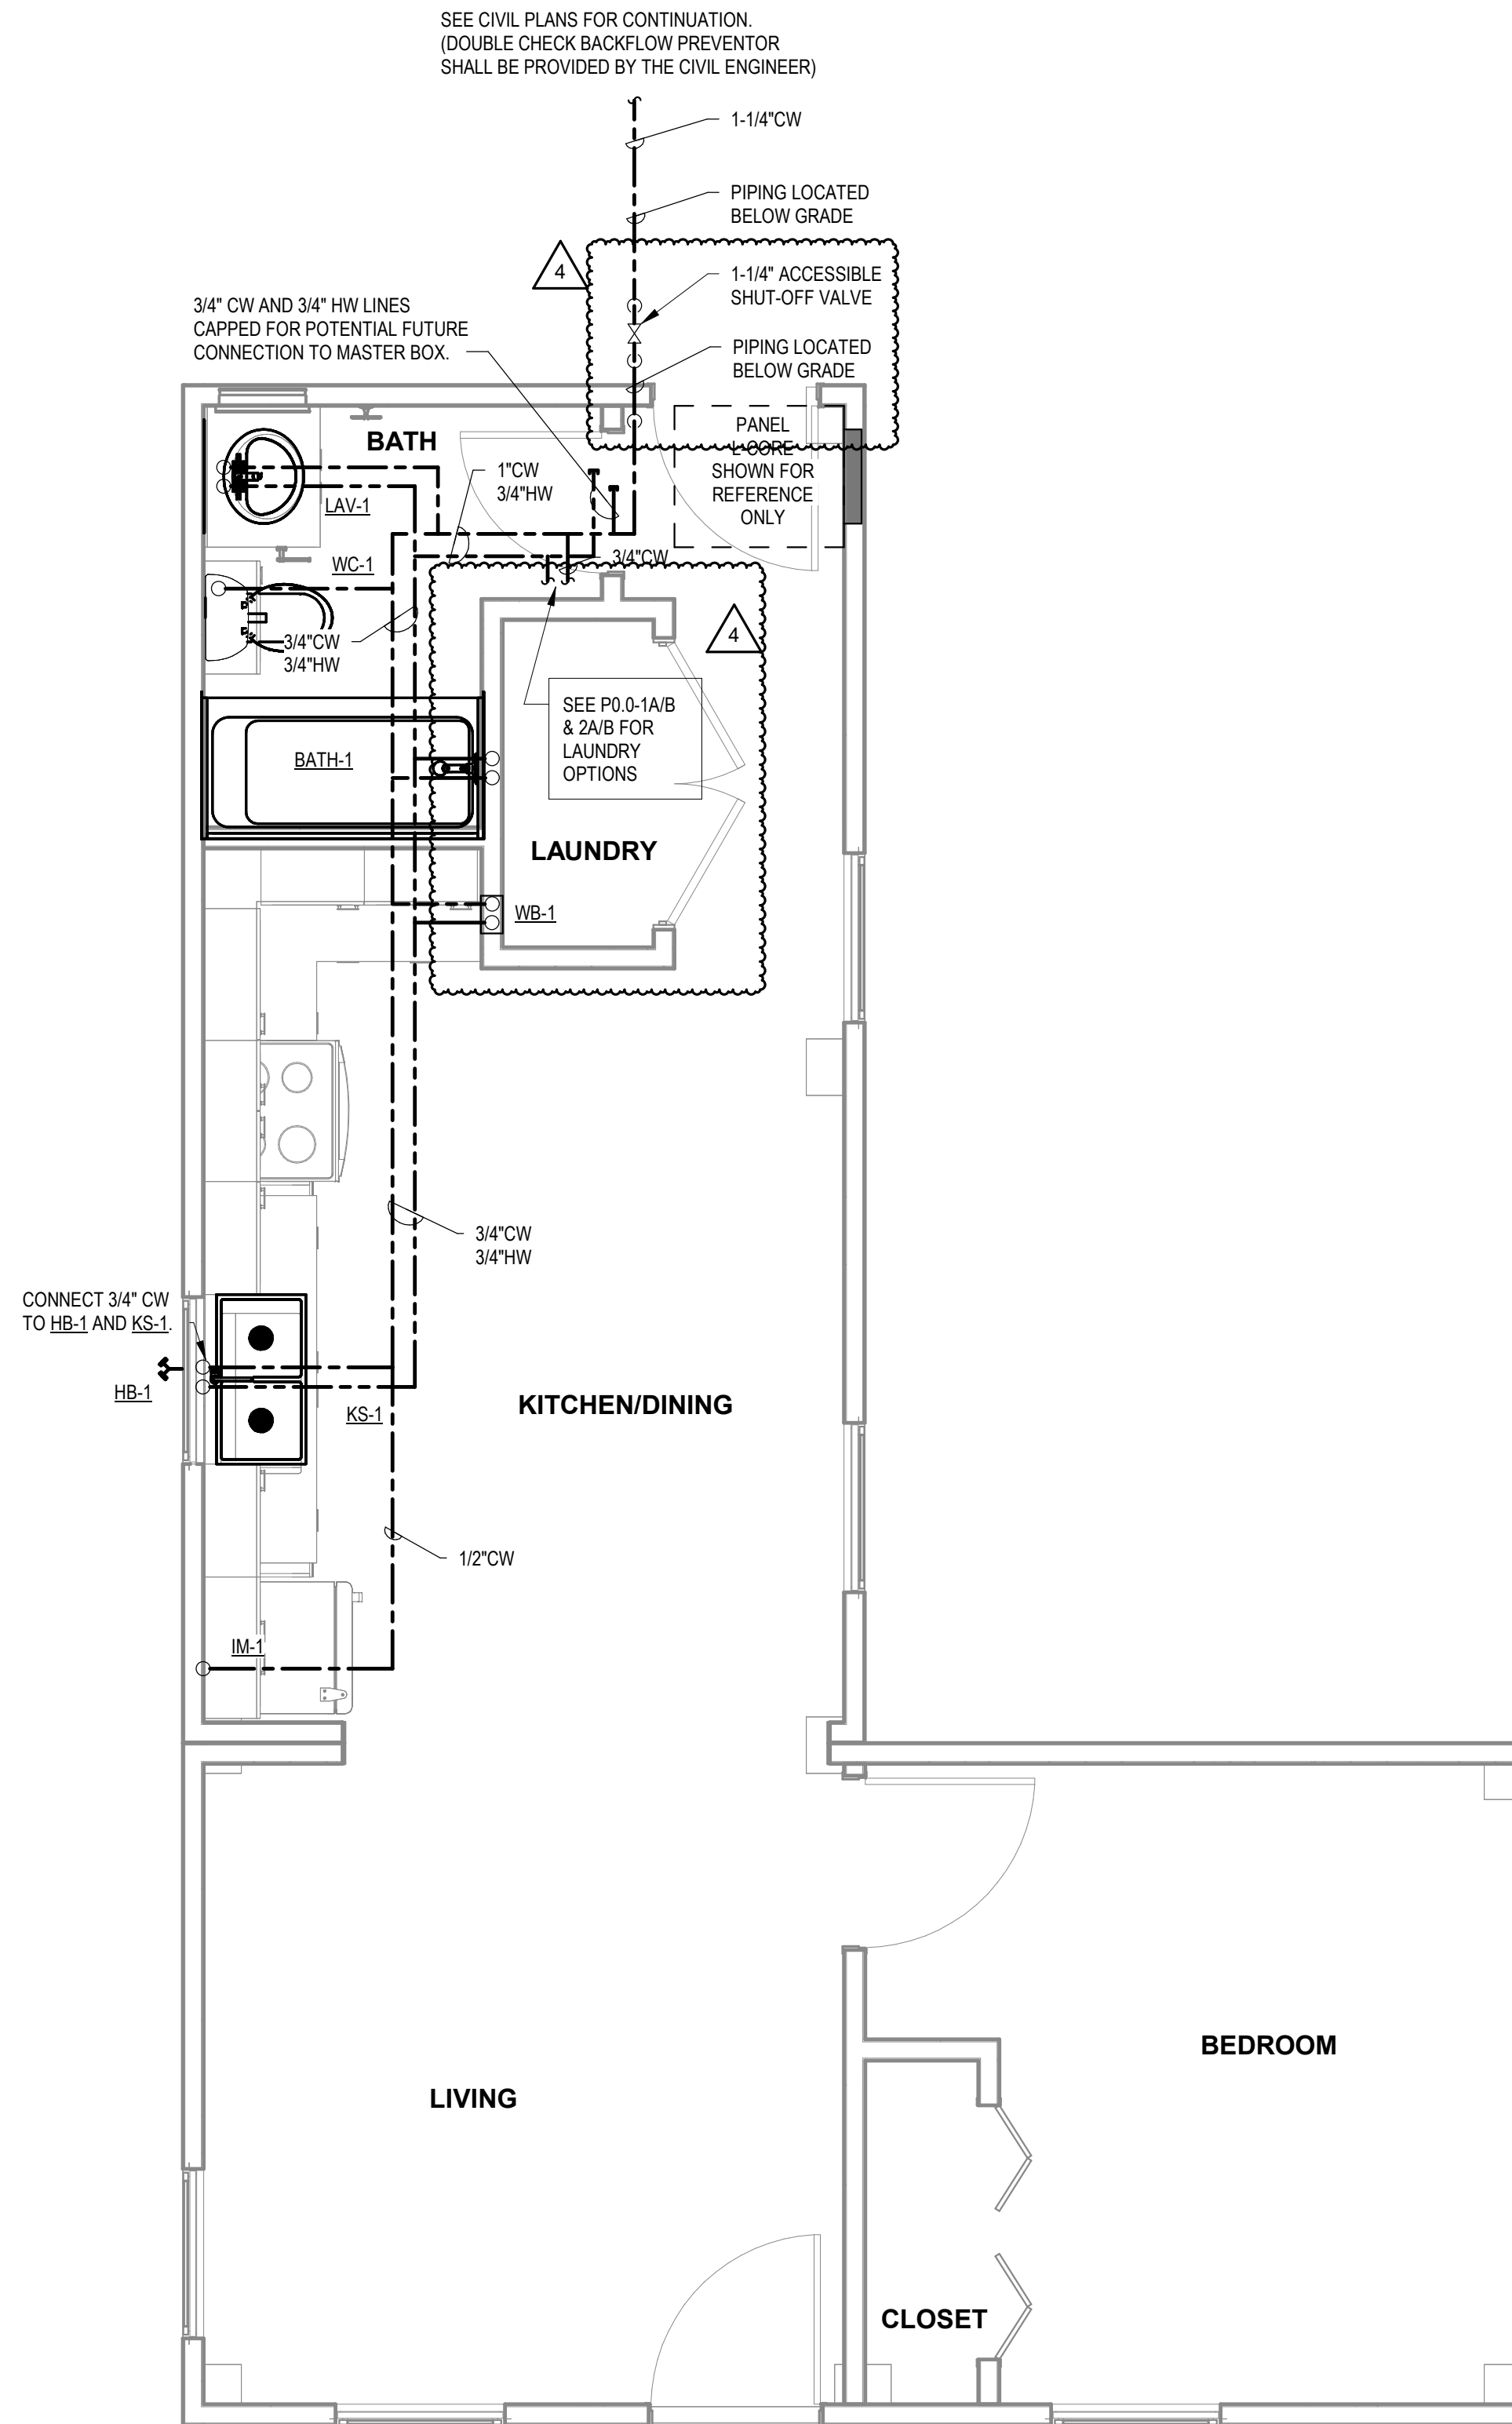 SEE CIVIL PLANS FOR CONTINUATION.
(DOUBLE CHECK BACKFLOW PREVENTOR
SHALL BE PROVIDED BY THE CIVIL ENGINEER)
1-1/4"CW
PIPING LOCATED
BELOW GRADE
4
1-1/4" ACCESSIBLE
SHUT-OFF VALVE
3/4" CW AND 3/4" HW LINES
CAPPED FOR POTENTIAL FUTURE
CONNECTION TO MASTER BOX.
PIPING LOCATED
BELOW GRADE
BATH
PANEL
L-CORE
SHOWN FOR
REFERENCE
ONLY
1"CW
3/4"HW
LAV-1
WC-1
3/4"CW
4
3/4"CW
3/4"HW
SEE P0.0-1A/B
& 2A/B FOR
LAUNDRY
OPTIONS
BATH-1
LAUNDRY
WB-1
3/4"CW
3/4"HW
CONNECT 3/4" CW
TO HB-1 AND KS-1.
HB-1
KS-1
KITCHEN/DINING
1/2"CW
IM-1
BEDROOM
LIVING
CLOSET